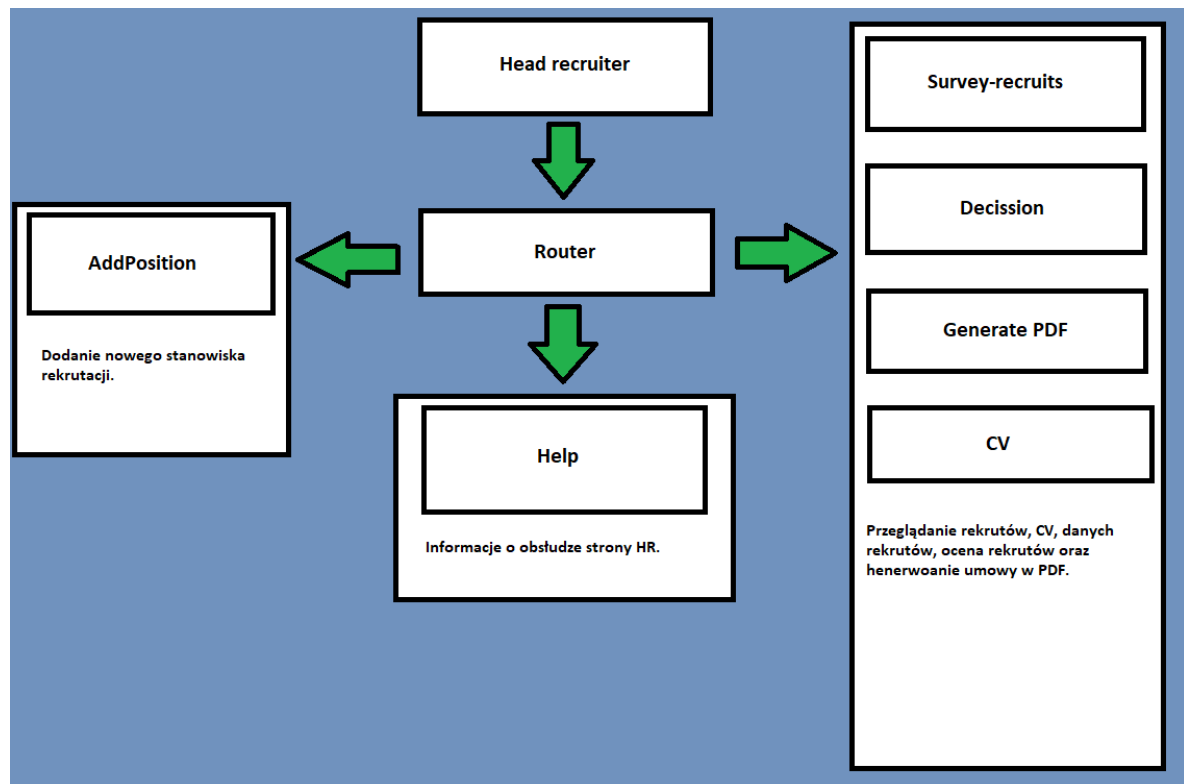 Head recruiter
Survey-recruits
Decission
Router
AddPosition
Dodanie nowego stanowiska
rekrutacji.
Generate PDF
Help
CV
Informacje o obsłudze strony HR.
Przeglądanie rekrutów, CV, danych
rekrutów, ocena rekrutów oraz
henerwoanie umowy w PDF.